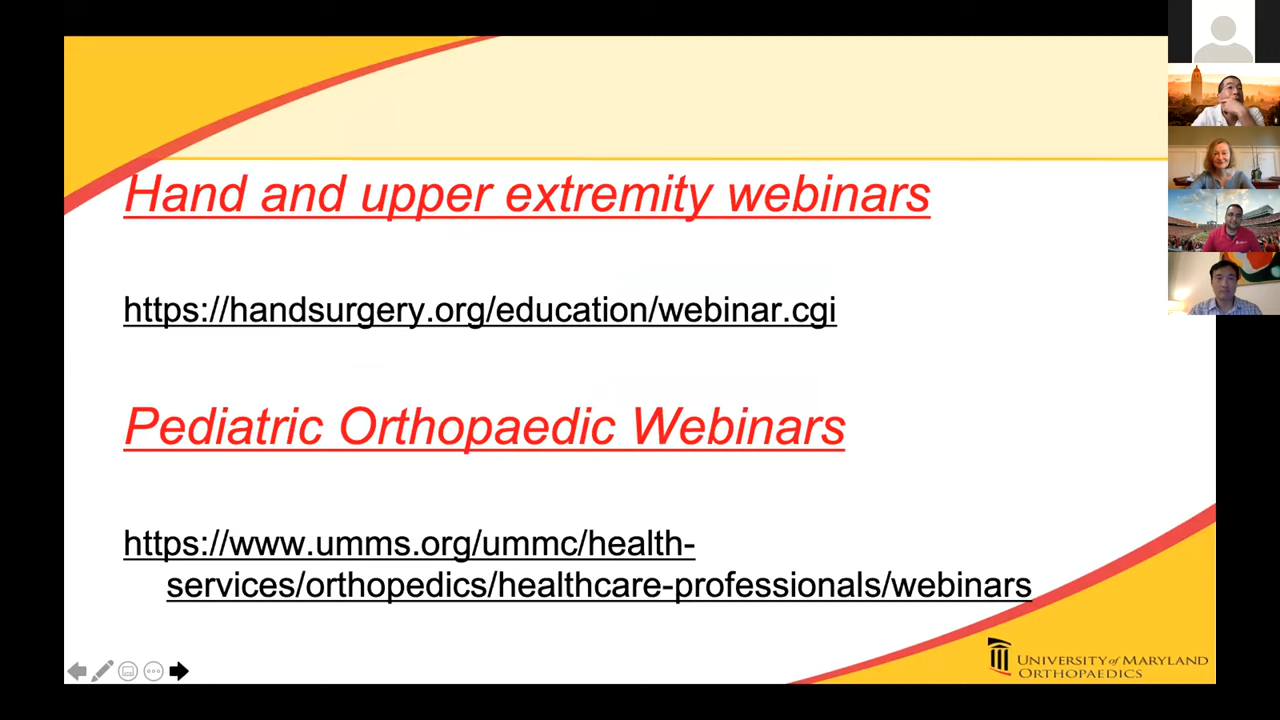 Hand and upper extremity webinars
https://handsurgery.org/education/webinar.cgi
Pediatric Orthopaedic Webinars
https://www.umms.org/ummc/health-
services/orthopedics/healthcare-professionals/webinars
UNIVERSITY of MARYLAND
ORTHOPAEDICS